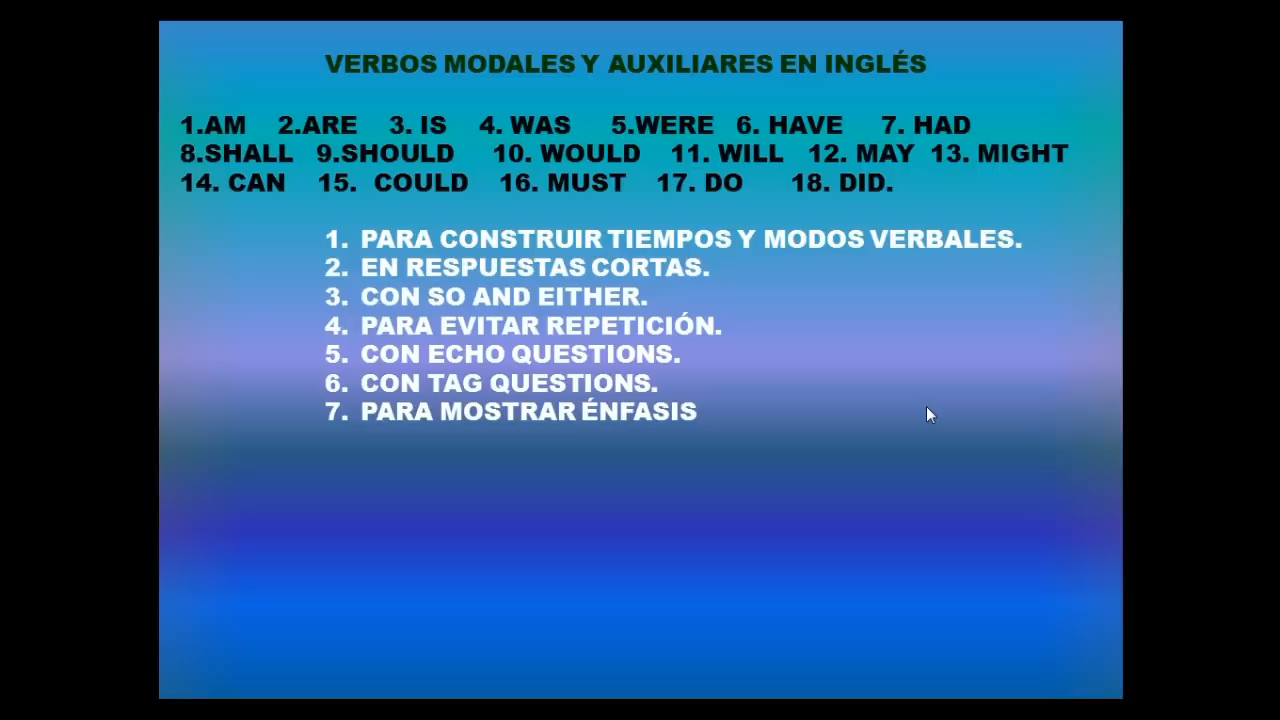 VERBOS MODALES Y AUXILIARES EN INGLÉS
1.AM 2.ARE 3. IS 4. WAS 5.WERE 6. HAVE 7. HAD
8.SHALL 9.SHOULD 10. WOULD 11. WILL 12. MAY 13. MIGHT
14. CAN 15. COULD 16. MUST 17. DO 18. DID.
1. PARA CONSTRUIR TIEMPOS Y MODOS VERBALES.
2. EN RESPUESTAS CORTAS.
3. CON SO AND EITHER.
4. PARA EVITAR REPETICIÓN.
5. CON ECHO QUESTIONS.
6. CON TAG QUESTIONS.
7. PARA MOSTRAR ÉNFASIS